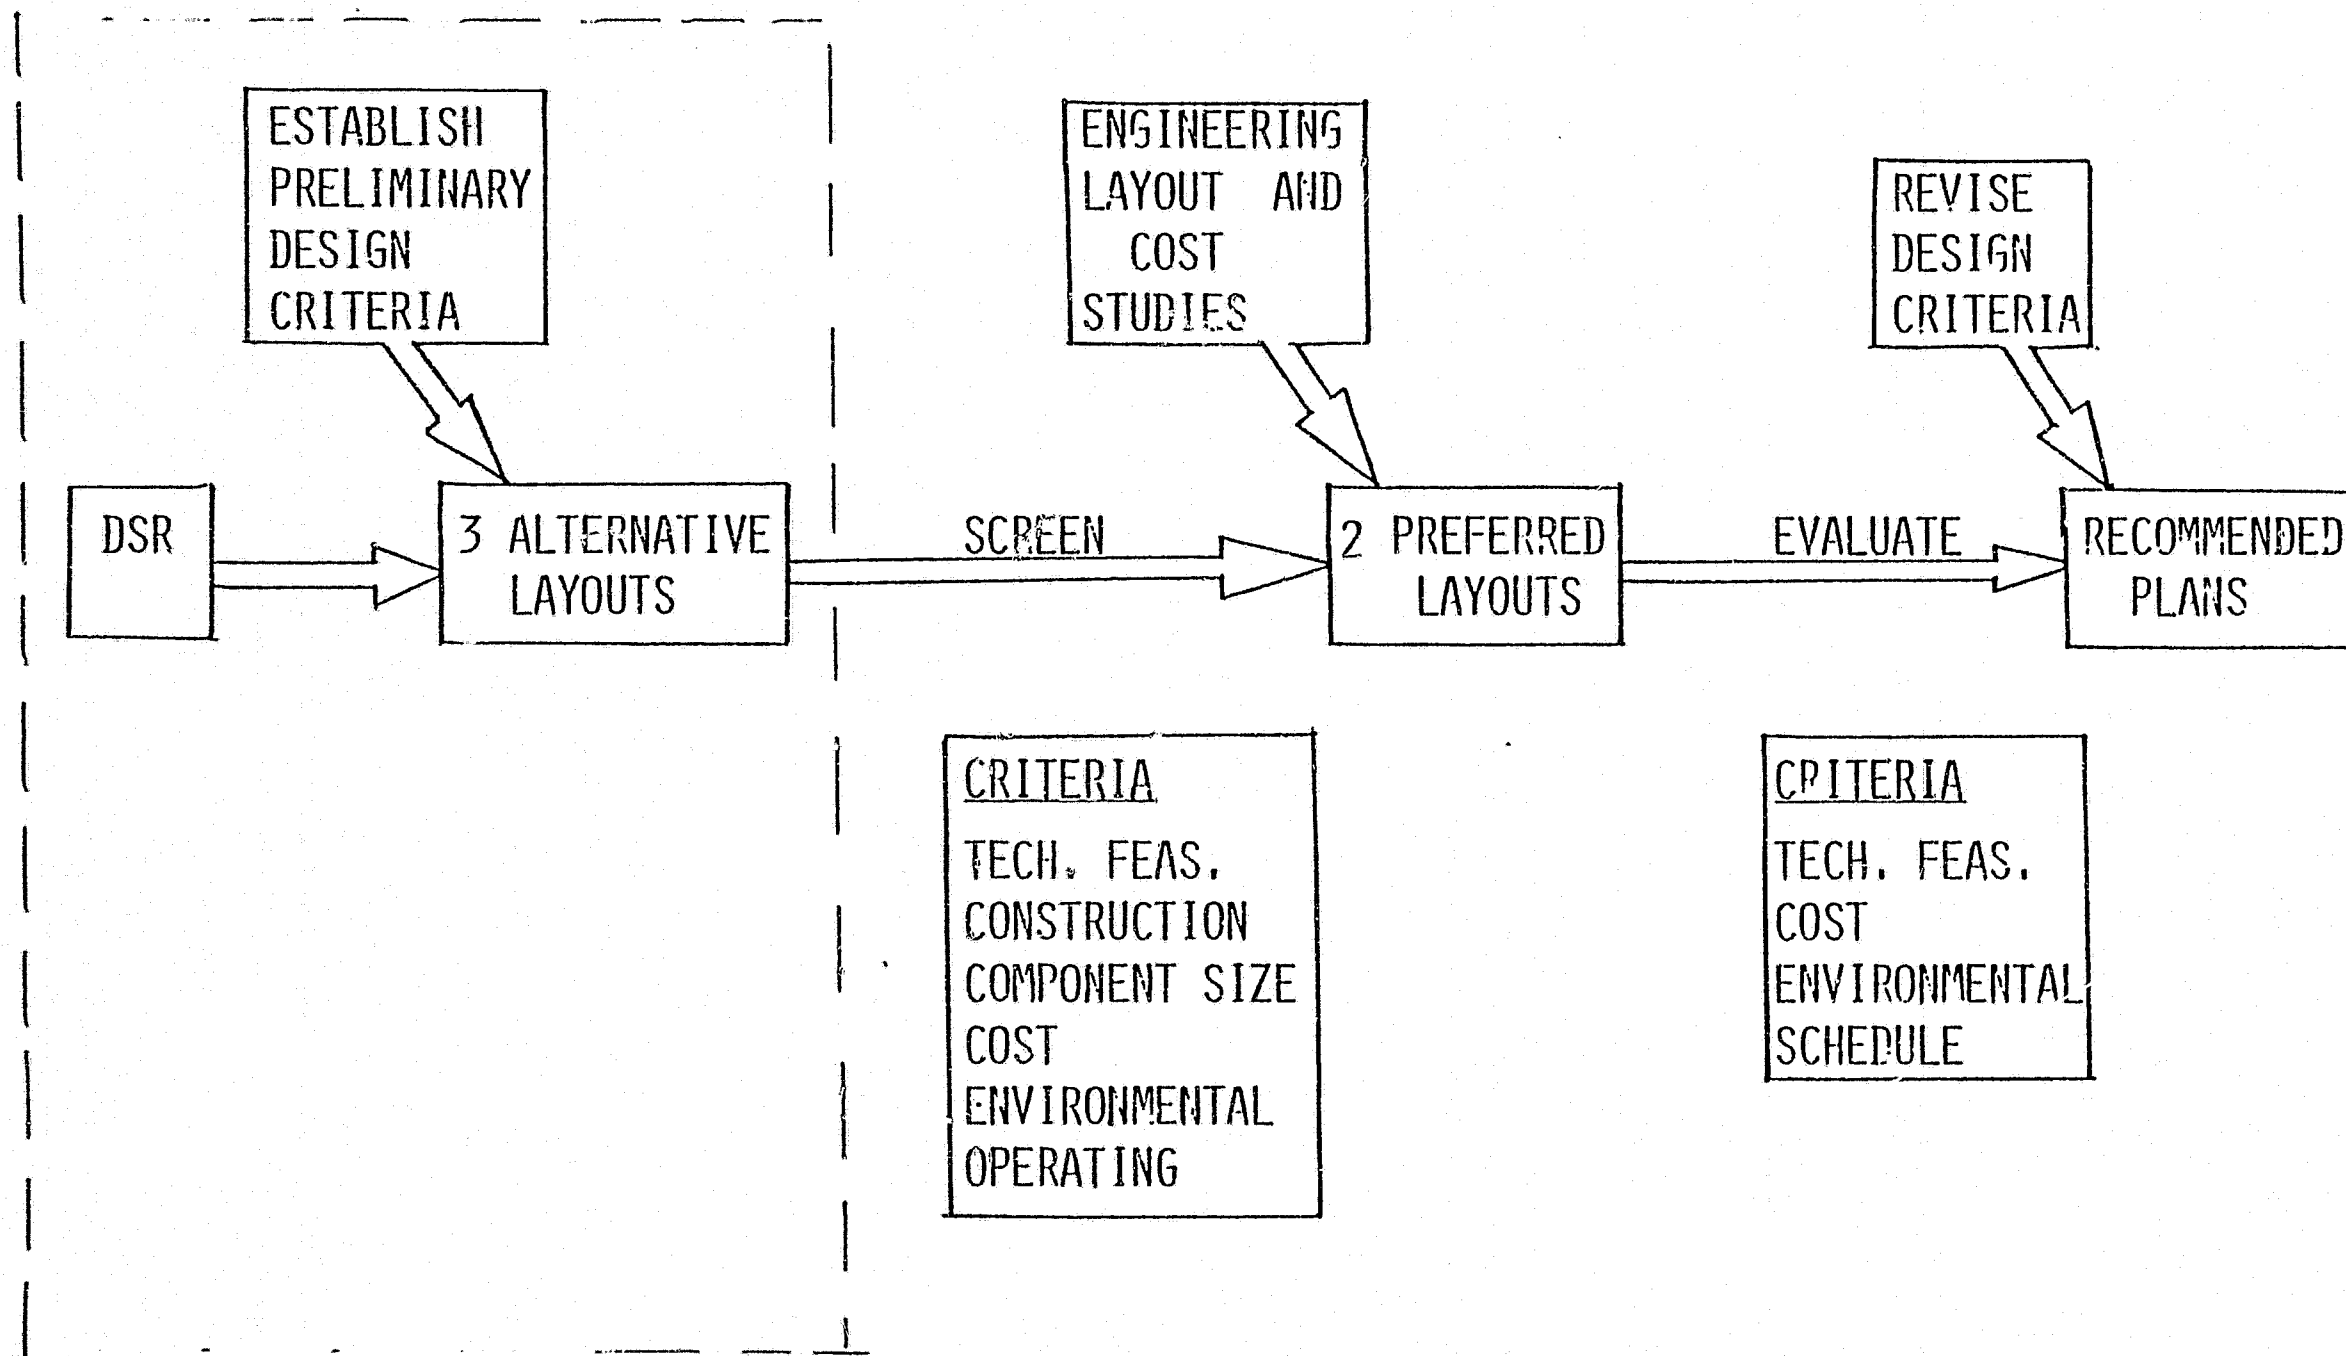 ESTABLISH
PRELIMINARY
DESIGN
CRITERIA
ENGINEERING
LAYOUT AND
COST
STUDIES
REVISE
DESIGN
CRITERIA
DSR
3 ALTERNATIVE
LAYOUTS
SCREEN
2 PREFERRED
LAYOUTS
EVALUATE
RECOMMENDED
PLANS
CRITERIA
TECH. FEAS.
CONSTRUCTION
COMPONENT SIZE
COST
ENVIRONMENTAL
OPERATING
CRITERIA
TECH. FEAS.
COST
ENVIRONMENTAL
SCHEDULE